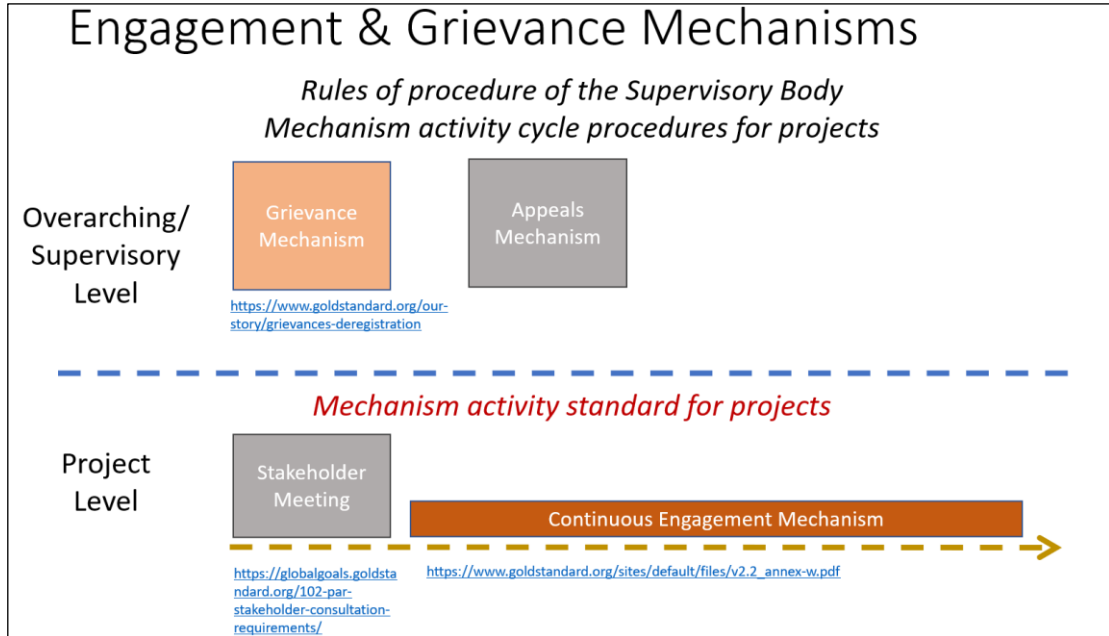 Engagement & Grievance Mechanisms
Rules of procedure of the Supervisory Body
Mechanism activity cycle procedures for projects
Overarching/
Supervisory
Level
Grievance
Mechanism
Appeals
Mechanism
https://www.goldstandard.org/our-
story/grievances-deregistration
Mechanism activity standard for projects
Project
Level
Stakeholder
Meeting
Continuous Engagement Mechanism
https://globalgoals.goldsta
ndard.org/102-par-
stakeholder-consultation-
requirements/
https://www.goldstandard.org/sites/default/files/v2.2_annex-w.pdf